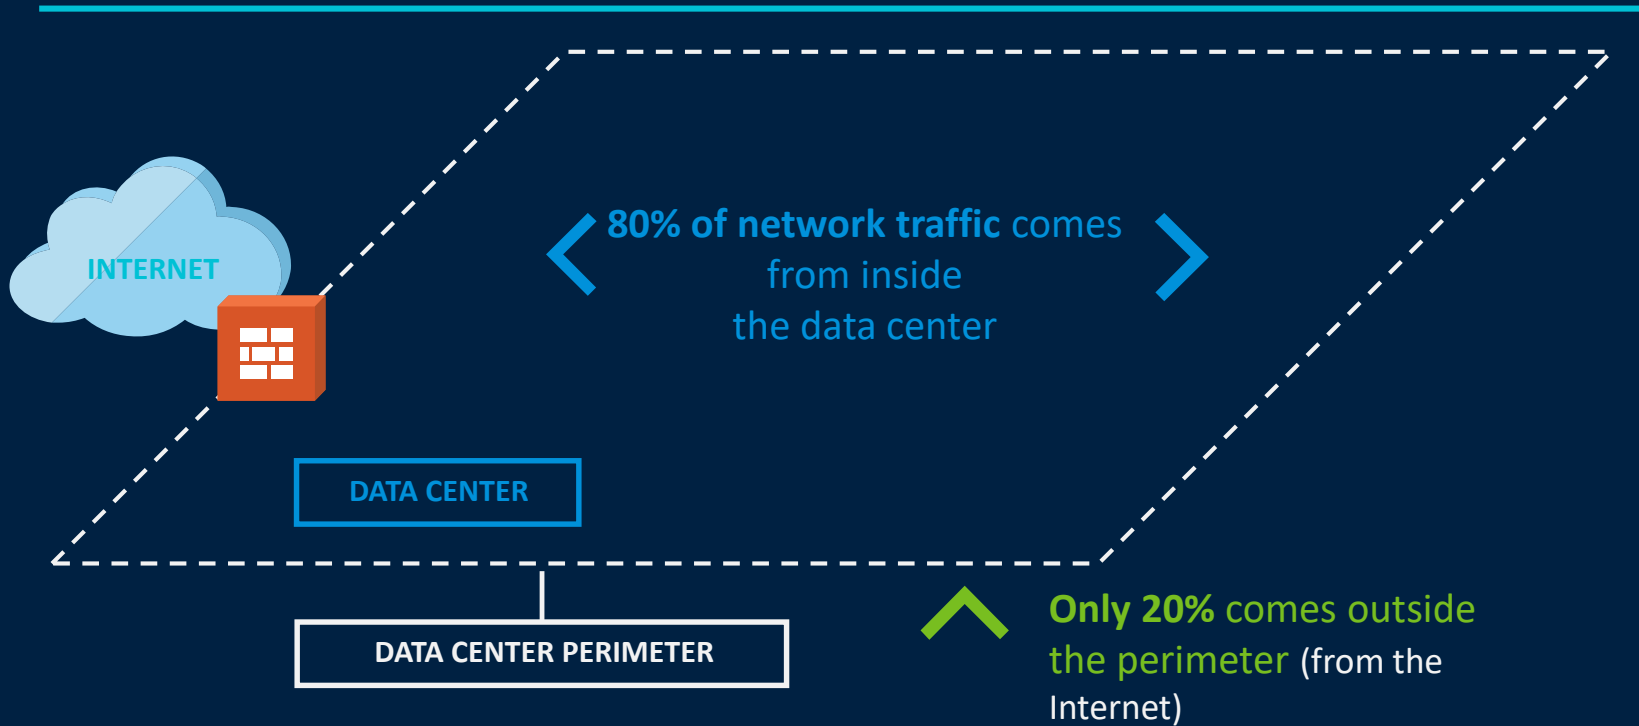 INTERNET
80% of network traffic comes
from inside
the data center
DATA CENTER
DATA CENTER PERIMETER
Only 20% comes outside
the perimeter (from the
Internet)